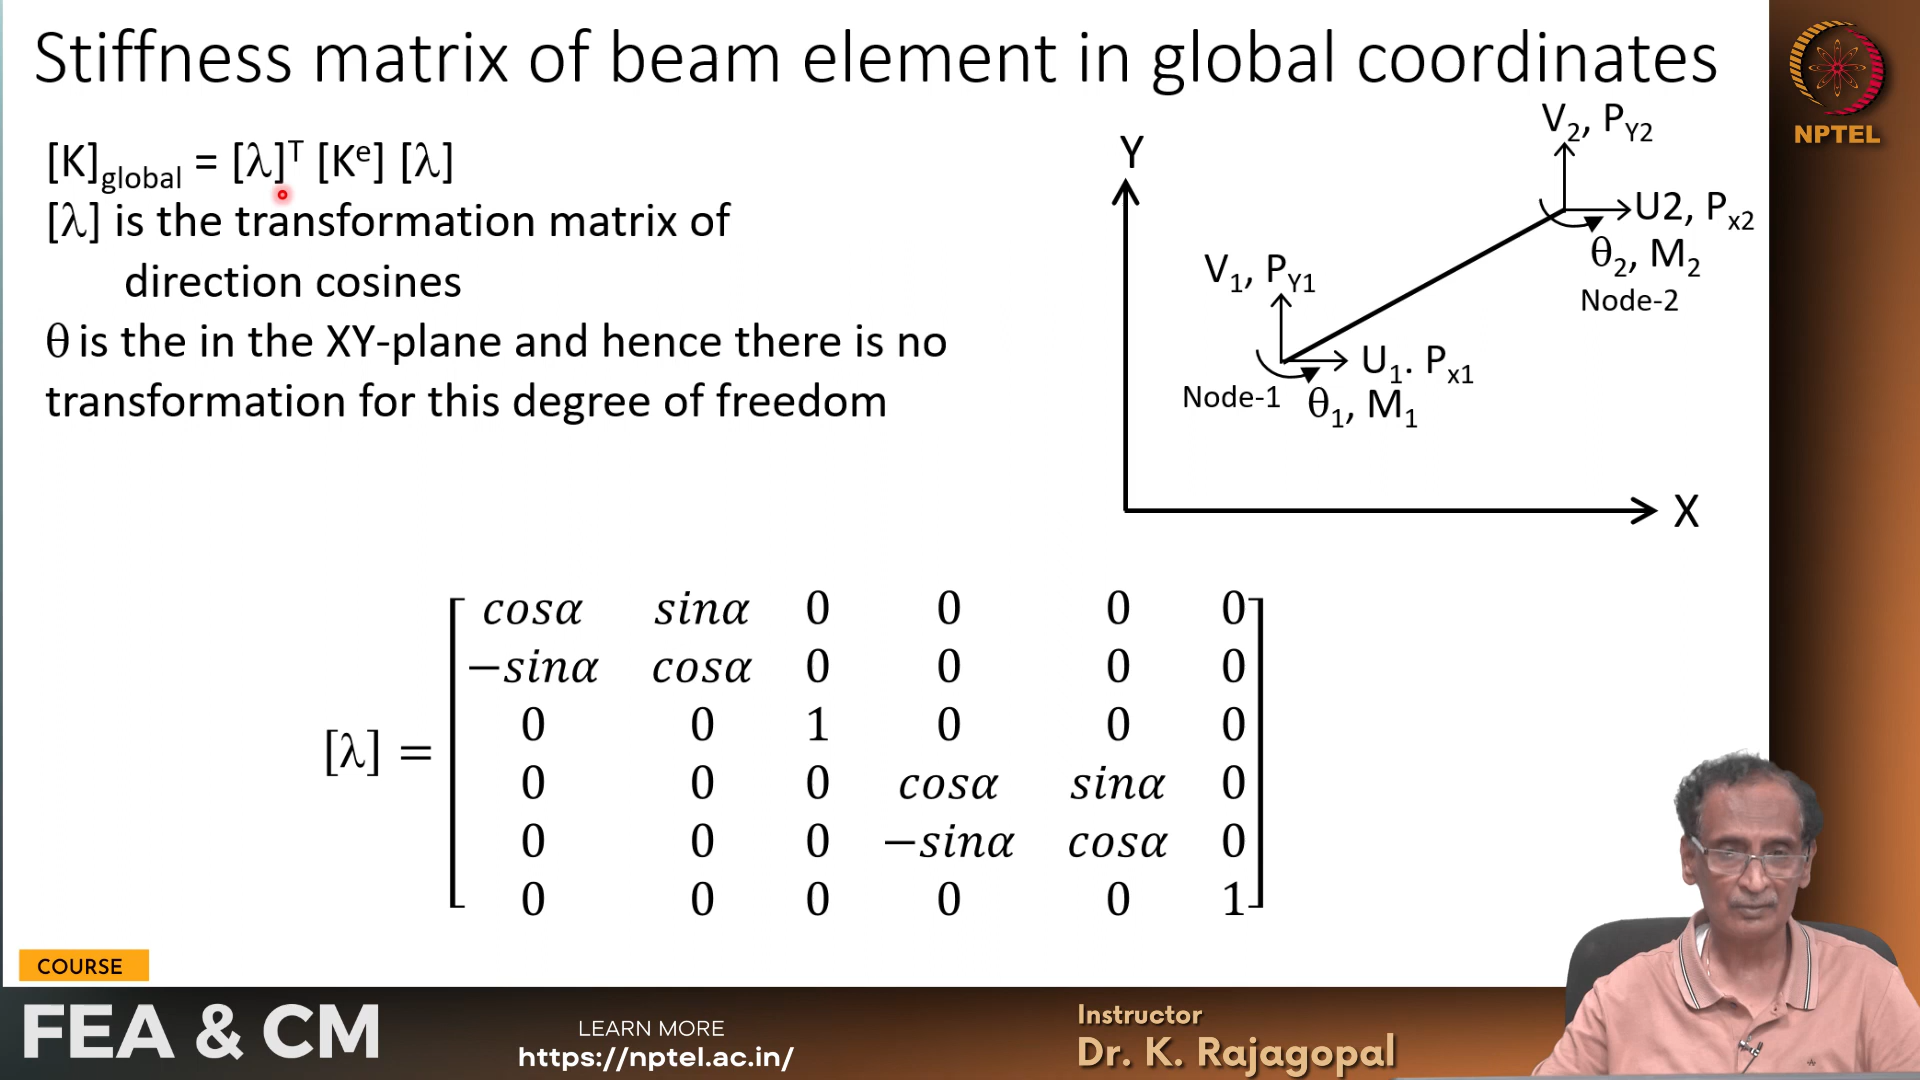 Stiffness matrix of beam element in global coordinates
NPTEL
[K]global = [λ]ᵀ [Kᵉ] [λ]
[λ] is the transformation matrix of
direction cosines
θ is the in the XY-plane and hence there is no
transformation for this degree of freedom
Y
V₂, P_Y2
U2, Pₓ₂
θ₂, M₂
Node-2
V₁, P_Y1
U₁. Pₓ₁
Node-1 θ₁, M₁
X
cosα sinα 0 0 0 0
−sinα cosα 0 0 0 0
0 0 1 0 0 0
[λ] =
0 0 0 cosα sinα 0
0 0 0 −sinα cosα 0
0 0 0 0 0 1
COURSE
FEA & CM
LEARN MORE
https://nptel.ac.in/
Instructor
Dr. K. Rajagopal